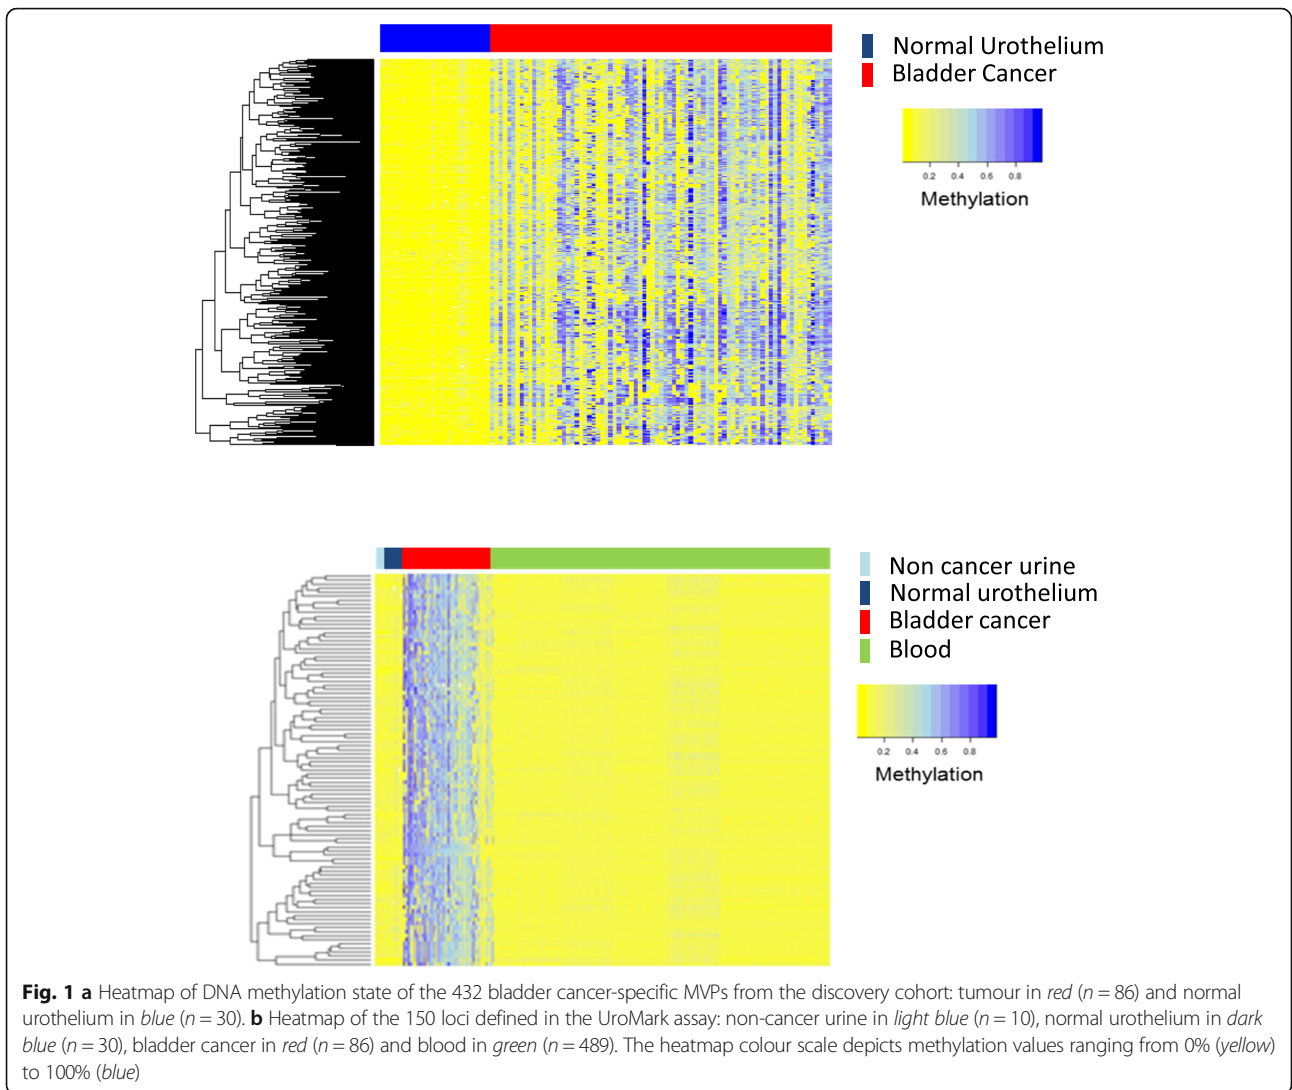 Normal Urothelium
Bladder Cancer
0.2 0.4 0.6 0.8
Methylation
Non cancer urine
Normal urothelium
Bladder cancer
Blood
0.2 0.4 0.6 0.8
Methylation
Fig. 1 a Heatmap of DNA methylation state of the 432 bladder cancer-specific MVPs from the discovery cohort: tumour in red (n = 86) and normal
urothelium in blue (n = 30). b Heatmap of the 150 loci defined in the UroMark assay: non-cancer urine in light blue (n = 10), normal urothelium in dark
blue (n = 30), bladder cancer in red (n = 86) and blood in green (n = 489). The heatmap colour scale depicts methylation values ranging from 0% (yellow)
to 100% (blue)